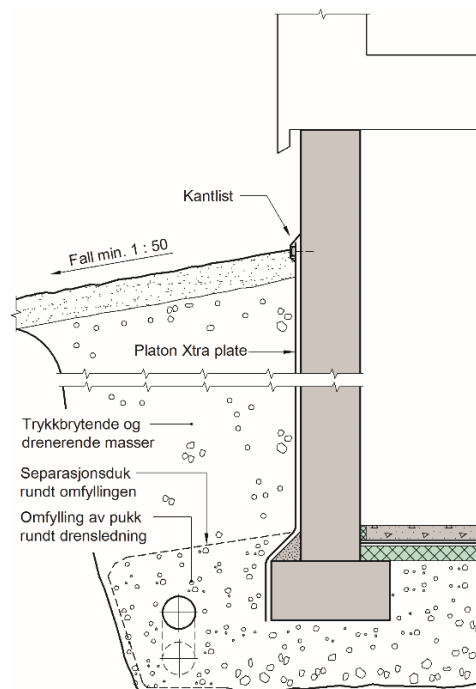 Kantlist
Fall min. 1 : 50
Platon Xtra plate
Trykkbrytende og
drenerende masser
Separasjonsduk
rundt omfyllingen
Omfylling av pukk
rundt drensledning